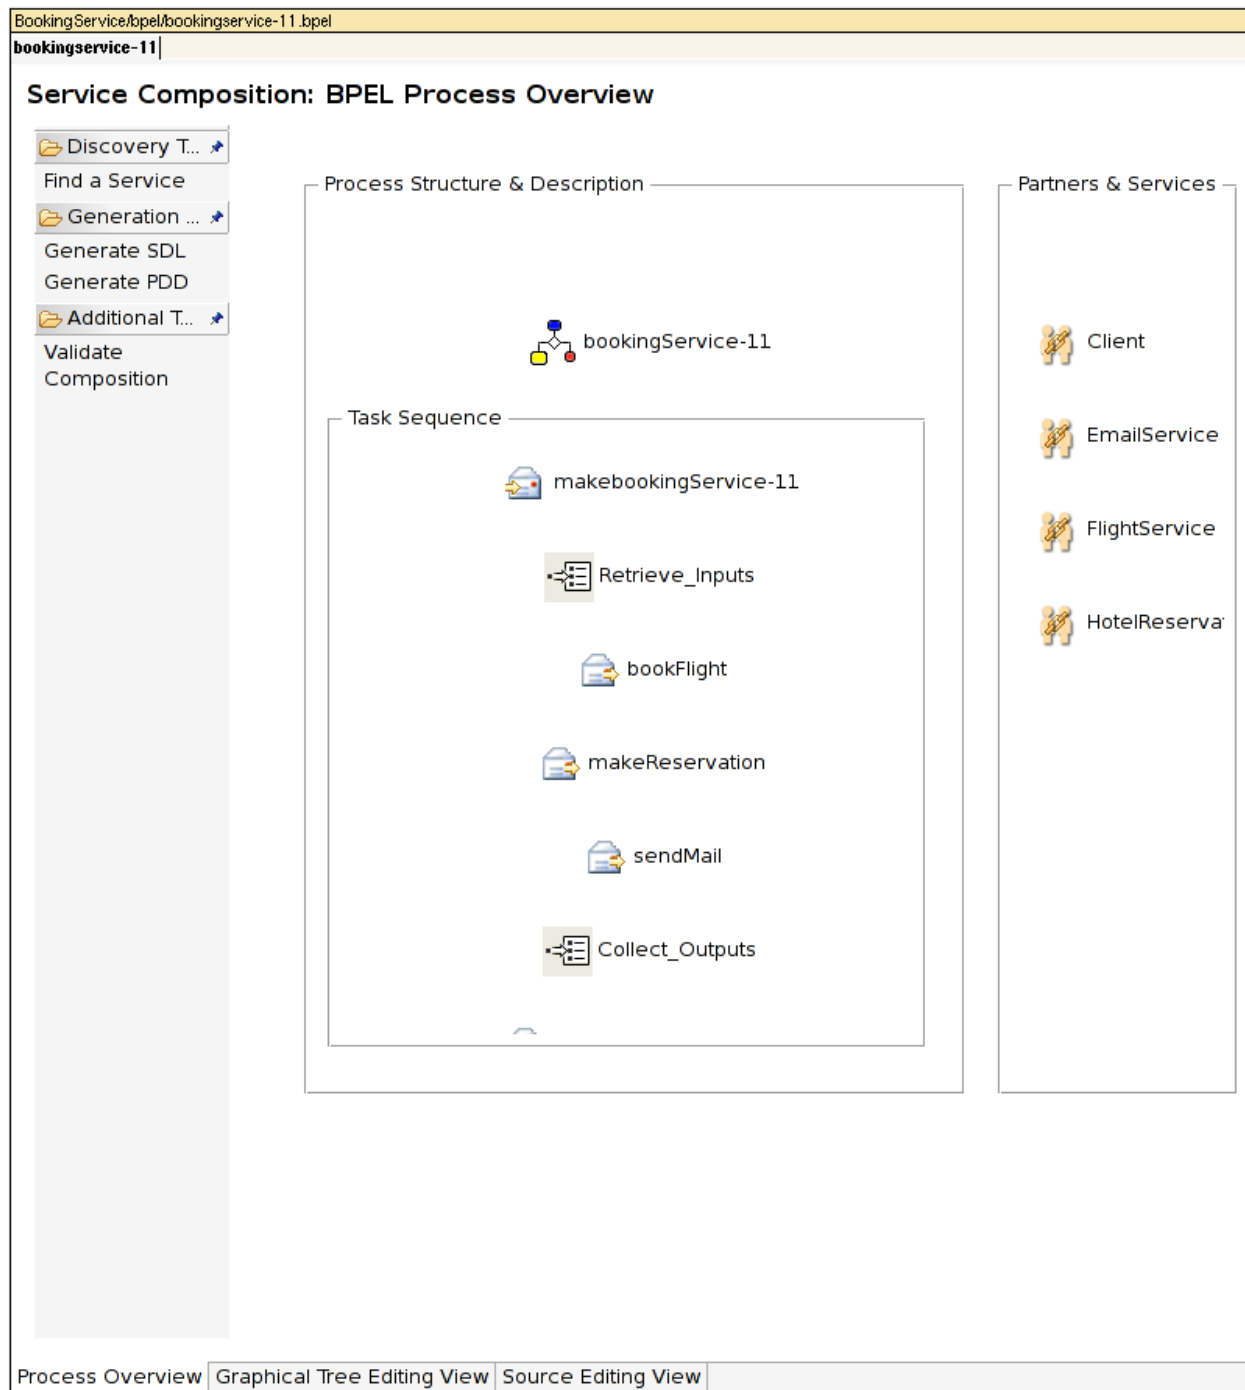 BookingService/bpel/bookingservice-11.bpel
bookingservice-11
Service Composition: BPEL Process Overview
Discovery T...
Find a Service
Generation ...
Generate SDL
Generate PDD
Additional T...
Validate
Composition
Process Structure & Description
bookingService-11
Task Sequence
makebookingService-11
Retrieve_Inputs
bookFlight
makeReservation
sendMail
Collect_Outputs
Partners & Services
Client
EmailService
FlightService
HotelReserva
Process Overview
Graphical Tree Editing View
Source Editing View